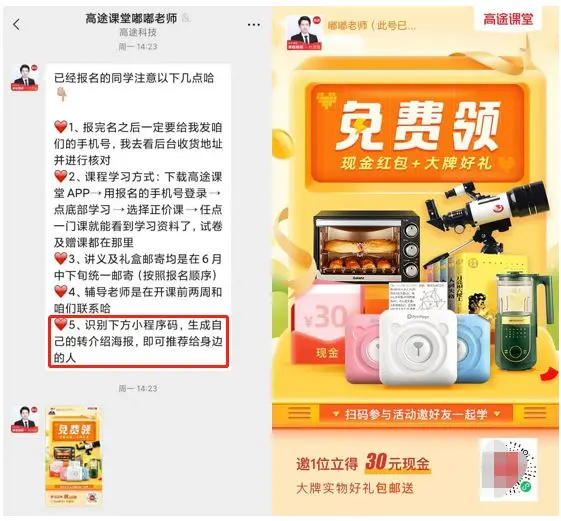 高途课堂嘟嘟老师
高途科技
周一 14:23
已经报名的同学注意以下几点哈
1、报完名之后一定要给我发咱
们的手机号，我去看后台收货地址
并进行核对
2、课程学习方式：下载高途课
堂 APP→用报名的手机号登录→
点底部学习→选择正价课→任点
一门课就能看到学习资料了，试卷
及赠课都在那里
3、讲义及礼盒邮寄均是在 6 月
中下旬统一邮寄 (按照报名顺序)
4、辅导老师是在开课前两周和
咱们联系哈
5、识别下方小程序码，生成自
己的转介绍海报，即可推荐给身边
的人
周一 14:23
免费领
嘟嘟老师（此号已...
高途课堂
免费领
现金红包+大牌好礼
¥30
现金
扫码参与活动邀好友一起学
邀1位立得 30元现金
大牌实物好礼包邮送